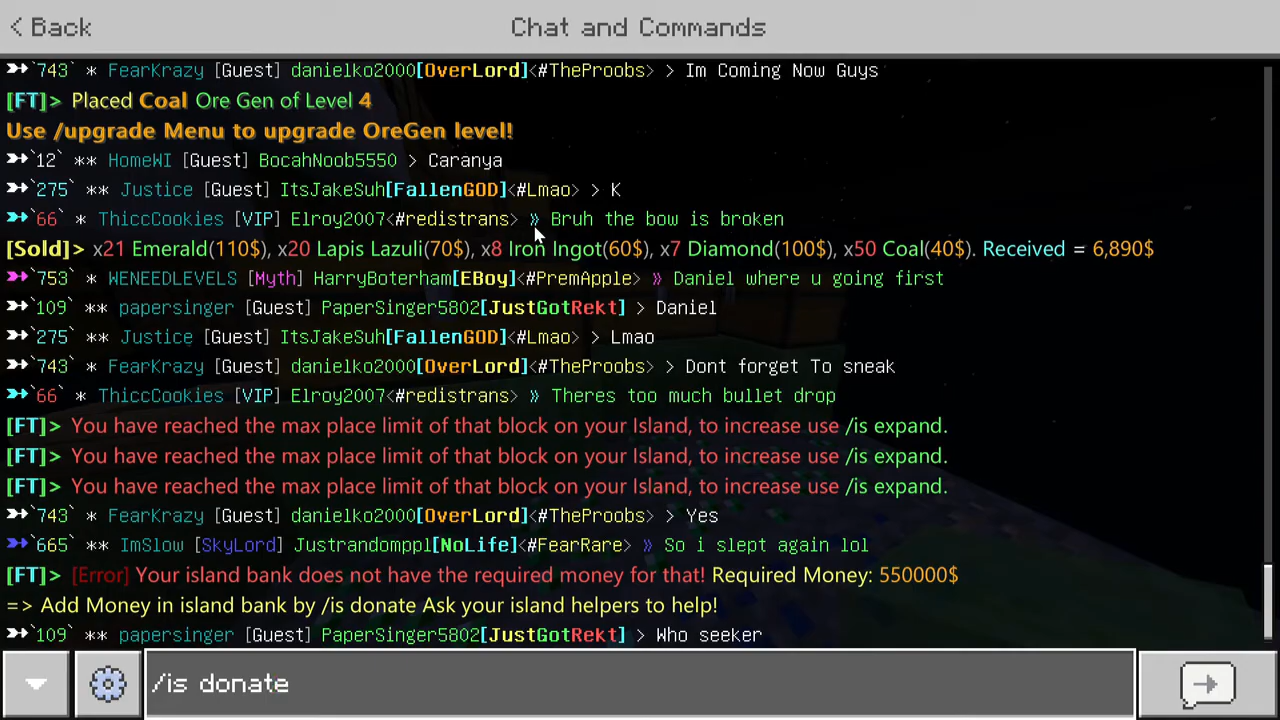 < Back
Chat and Commands
➳`743` * FearKrazy [Guest] danielko2000[OverLord]<#TheProobs> > Im Coming Now Guys
[FT]> Placed Coal Ore Gen of Level 4
Use /upgrade Menu to upgrade OreGen level!
➳`12` ** HomeWI [Guest] BocahNoob5550 > Caranya
➳`275` ** Justice [Guest] ItsJakeSuh[FallenGOD]<#Lmao> > K
➳`66` * ThiccCookies [VIP] Elroy2007<#redistrans> » Bruh the bow is broken
[Sold]> x21 Emerald(110$), x20 Lapis Lazuli(70$), x8 Iron Ingot(60$), x7 Diamond(100$), x50 Coal(40$). Received = 6,890$
➳`753` * WENEEDLEVELS [Myth] HarryBoterham[EBoy]<#PremApple> » Daniel where u going first
➳`109` ** papersinger [Guest] PaperSinger5802[JustGotRekt] > Daniel
➳`275` ** Justice [Guest] ItsJakeSuh[FallenGOD]<#Lmao> > Lmao
➳`743` * FearKrazy [Guest] danielko2000[OverLord]<#TheProobs> > Dont forget To sneak
➳`66` * ThiccCookies [VIP] Elroy2007<#redistrans> » Theres too much bullet drop
[FT]> You have reached the max place limit of that block on your Island, to increase use /is expand.
[FT]> You have reached the max place limit of that block on your Island, to increase use /is expand.
[FT]> You have reached the max place limit of that block on your Island, to increase use /is expand.
➳`743` * FearKrazy [Guest] danielko2000[OverLord]<#TheProobs> > Yes
➳`665` ** ImSlow [SkyLord] Justrandomppl[NoLife]<#FearRare> » So i slept again lol
[FT]> [Error] Your island bank does not have the required money for that! Required Money: 550000$
=> Add Money in island bank by /is donate Ask your island helpers to help!
➳`109` ** papersinger [Guest] PaperSinger5802[JustGotRekt] > Who seeker
/is donate